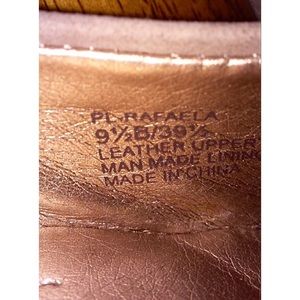 PL-RAFAELA
9½B/39½
LEATHER UPPER
MAN MADE LINING
MADE IN CHINA